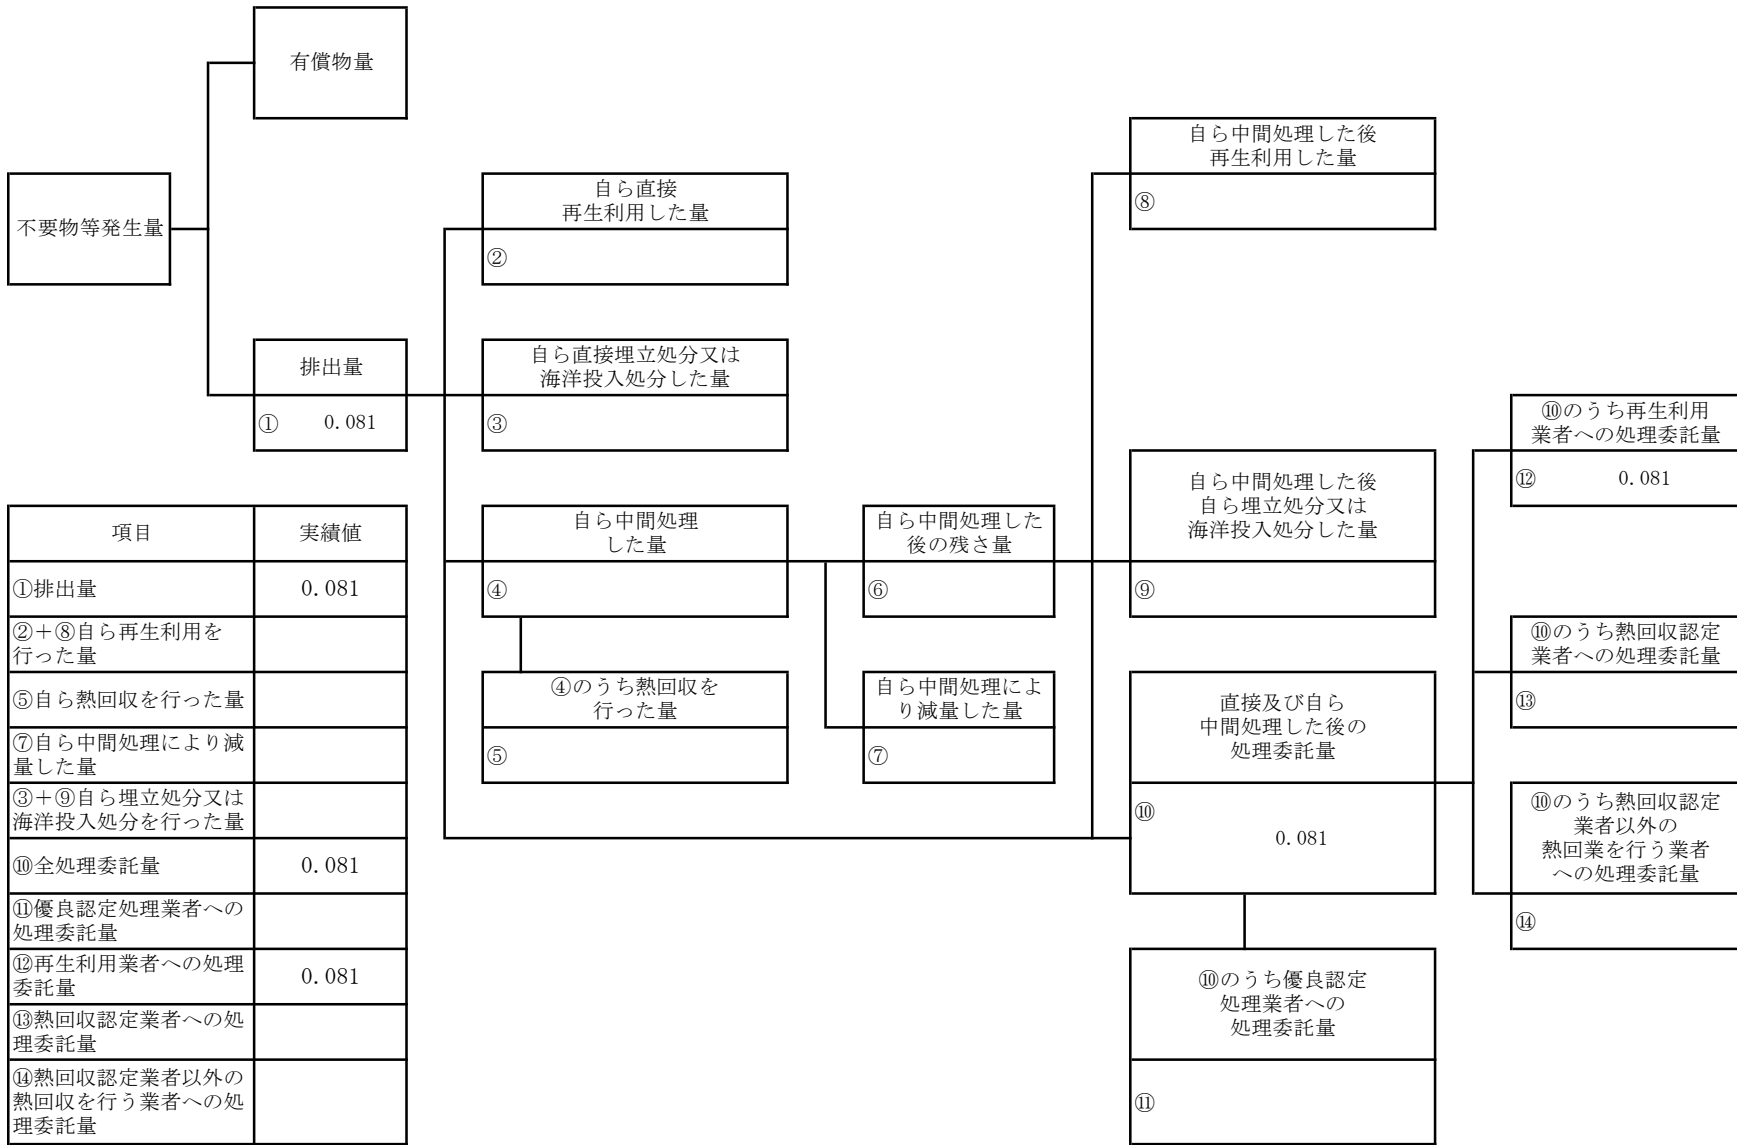 有償物量
不要物等発生量
排出量
① 0.081
自ら直接
再生利用した量
②
自ら直接埋立処分又は
海洋投入処分した量
③
自ら中間処理
した量
④
④のうち熱回収を
行った量
⑤
自ら中間処理した
後の残さ量
⑥
自ら中間処理によ
り減量した量
⑦
自ら中間処理した後
再生利用した量
⑧
自ら中間処理した後
自ら埋立処分又は
海洋投入処分した量
⑨
直接及び自ら
中間処理した後の
処理委託量
⑩
0.081
⑩のうち優良認定
処理業者への
処理委託量
⑪
⑩のうち再生利用
業者への処理委託量
⑫ 0.081
⑩のうち熱回収認定
業者への処理委託量
⑬
⑩のうち熱回収認定
業者以外の
熱回業を行う業者
への処理委託量
⑭
項目 実績値
①排出量 0.081
②＋⑧自ら再生利用を
行った量
⑤自ら熱回収を行った量
⑦自ら中間処理により減
量した量
③＋⑨自ら埋立処分又は
海洋投入処分を行った量
⑩全処理委託量 0.081
⑪優良認定処理業者への
処理委託量
⑫再生利用業者への処理
委託量 0.081
⑬熱回収認定業者への処
理委託量
⑭熱回収認定業者以外の
熱回収を行う業者への処
理委託量